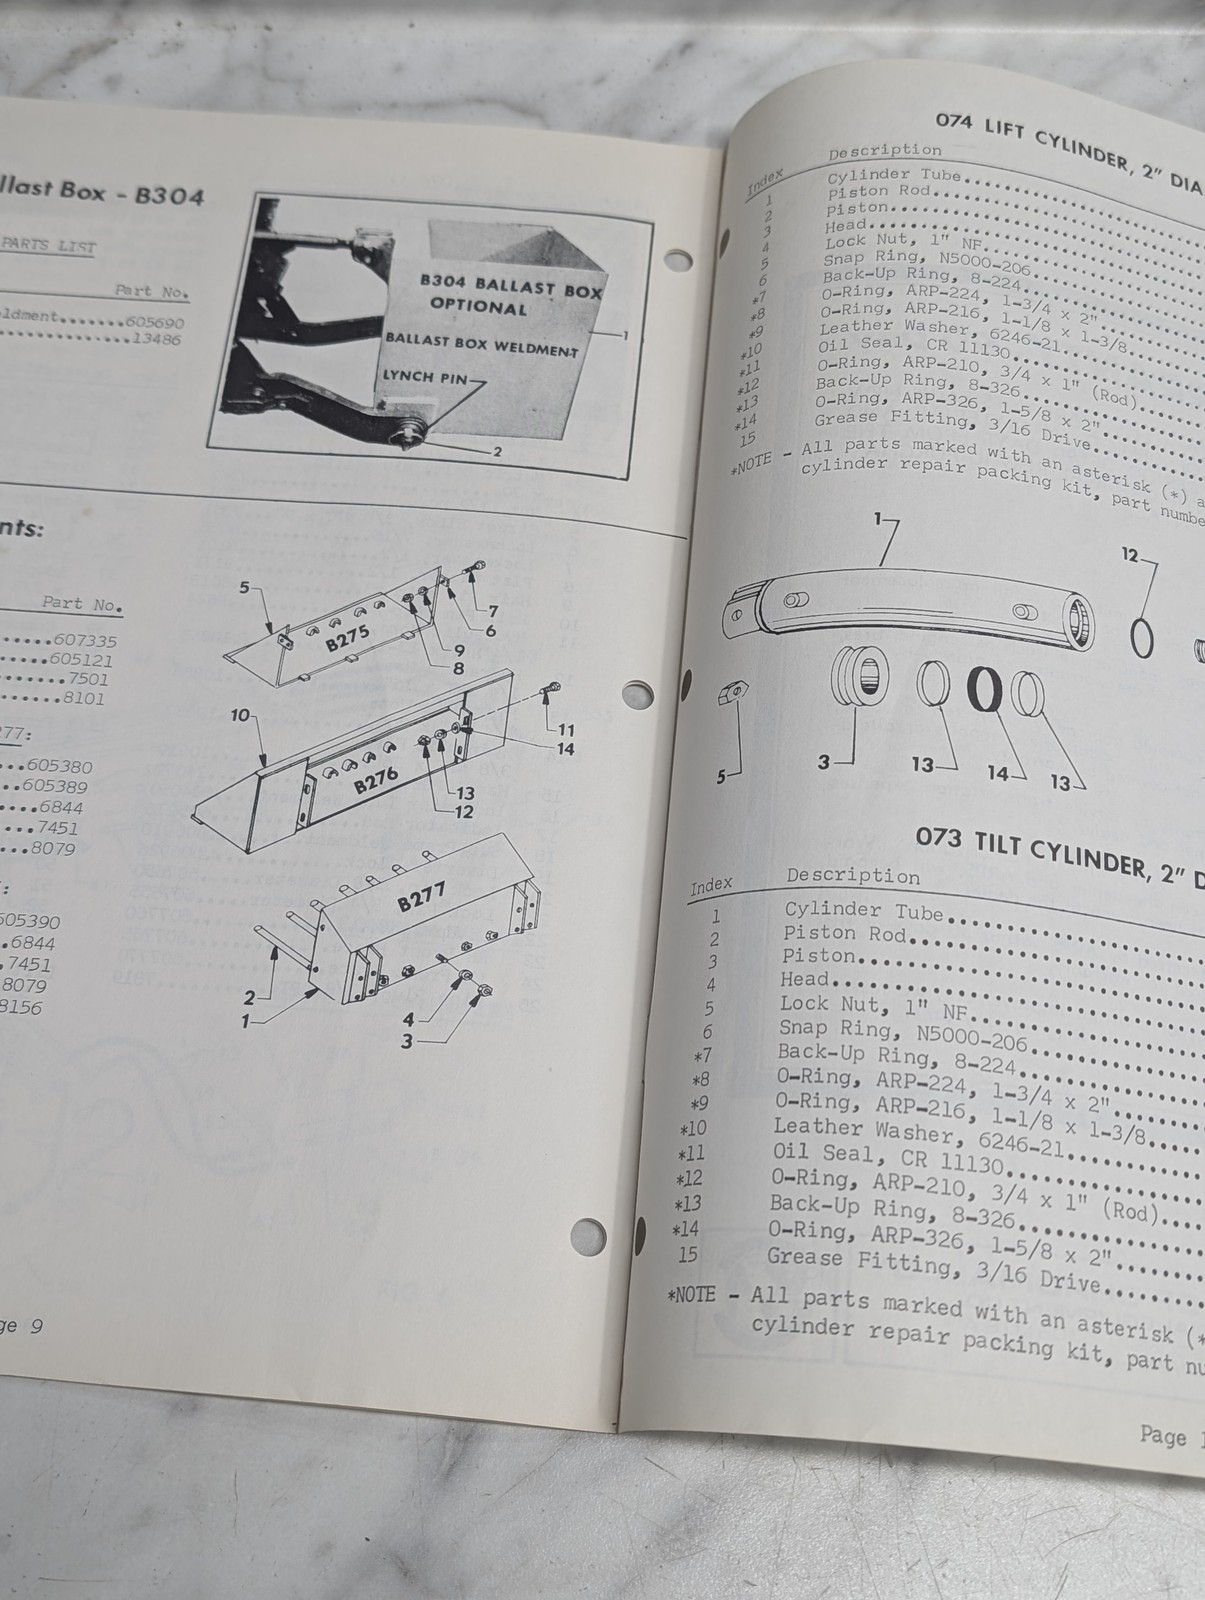 llast Box - B304
PARTS LIST
Part No.
ldment.......605690
..............13486
B304 BALLAST BOX
OPTIONAL
BALLAST BOX WELDMENT
LYNCH PIN
1
2
nts:
Part No.
.....607335
.....605121
.......7501
.......8101
77:
...605380
..605389
....6844
...7451
...8079
:
605390
..6844
.7451
8079
8156
5
B275
7
6
9
8
10
B276
11
14
13
12
B277
2
1
4
3
ge 9
074 LIFT CYLINDER, 2" DIA
Index Description
1 Cylinder Tube
2 Piston Rod
3 Piston
4 Head
5 Lock Nut, 1" NF
6 Snap Ring, N5000-206
*7 Back-Up Ring, 8-224
*8 O-Ring, ARP-224, 1-3/4 x 2"
*9 O-Ring, ARP-216, 1-1/8 x 1-3/8
*10 Leather Washer, 6246-21
*11 Oil Seal, CR 11130
*12 O-Ring, ARP-210, 3/4 x 1" (Rod)
*13 Back-Up Ring, 8-326
*14 O-Ring, ARP-326, 1-5/8 x 2"
15 Grease Fitting, 3/16 Drive
*NOTE - All parts marked with an asterisk (*) a
cylinder repair packing kit, part numbe
1
12
5
3
13
14
13
073 TILT CYLINDER, 2" D
Index Description
1 Cylinder Tube
2 Piston Rod
3 Piston
4 Head
5 Lock Nut, 1" NF
6 Snap Ring, N5000-206
*7 Back-Up Ring, 8-224
*8 O-Ring, ARP-224, 1-3/4 x 2"
*9 O-Ring, ARP-216, 1-1/8 x 1-3/8
*10 Leather Washer, 6246-21
*11 Oil Seal, CR 11130
*12 O-Ring, ARP-210, 3/4 x 1" (Rod)
*13 Back-Up Ring, 8-326
*14 O-Ring, ARP-326, 1-5/8 x 2"
15 Grease Fitting, 3/16 Drive
*NOTE - All parts marked with an asterisk (*
cylinder repair packing kit, part nu
Page 1